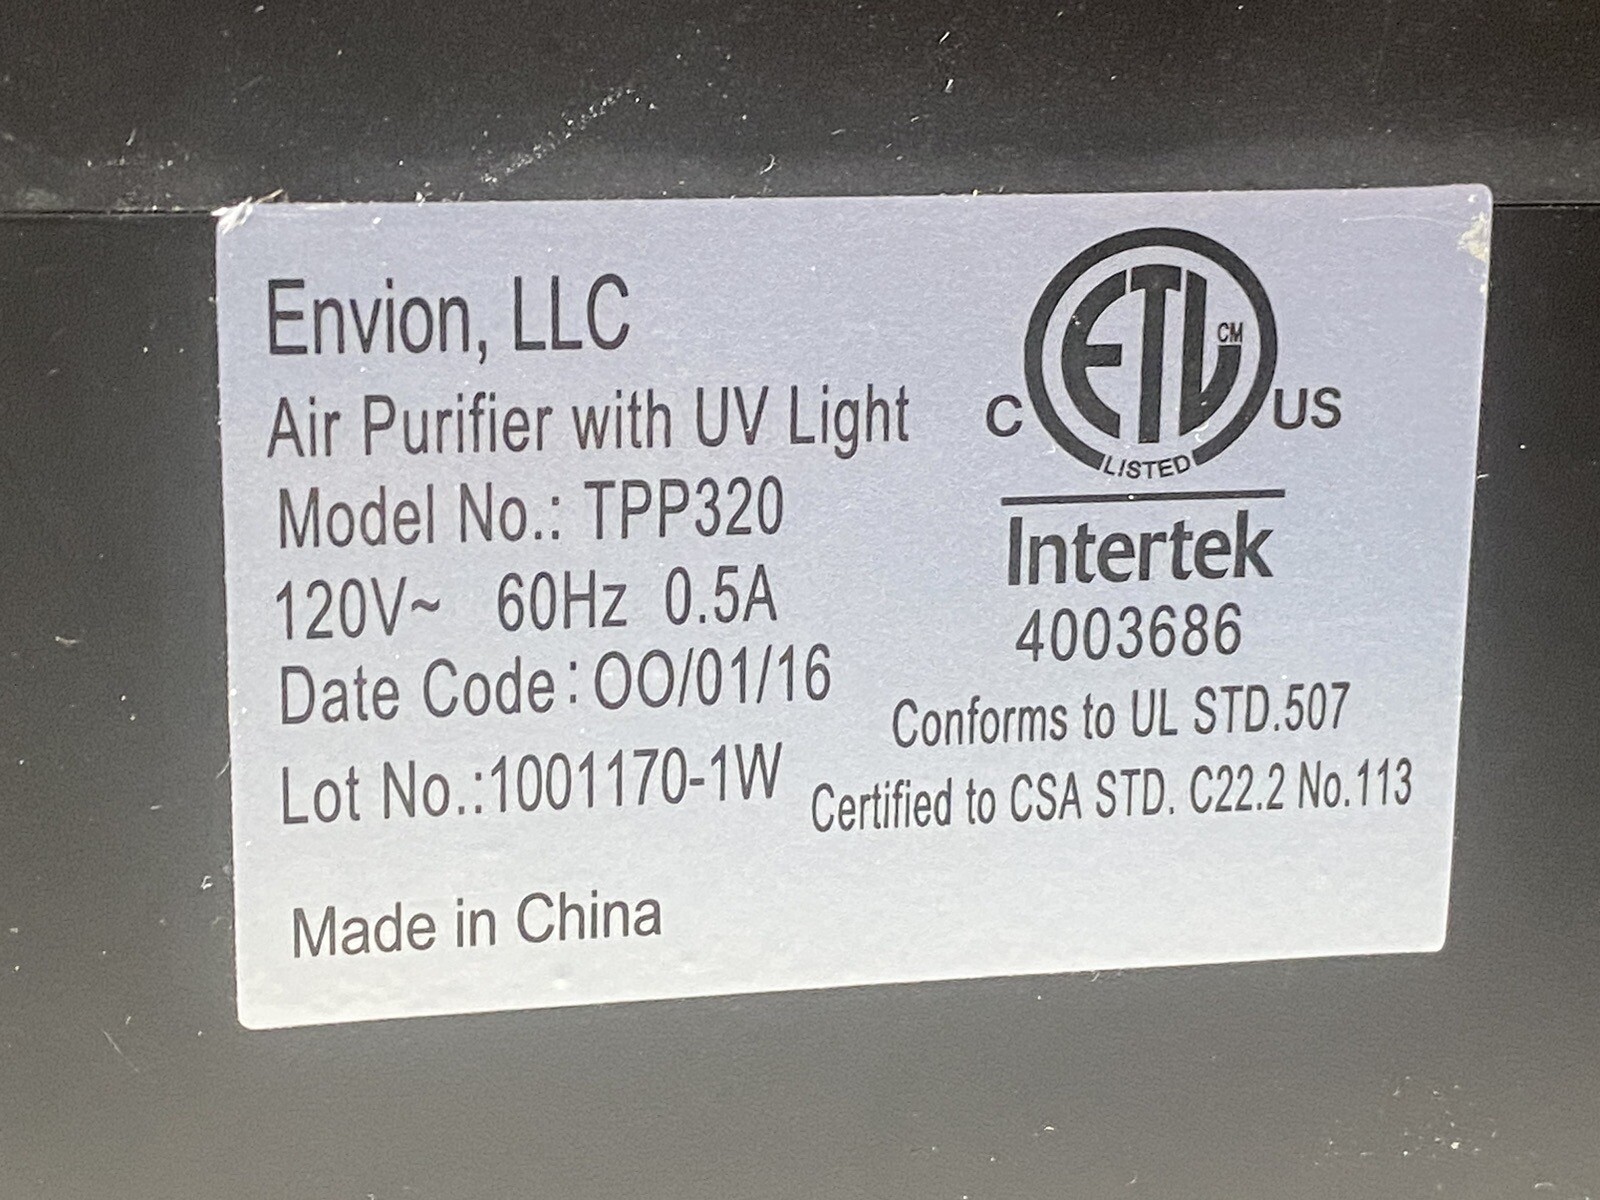 Envion, LLC
Air Purifier with UV Light
Model No.: TPP320
120V~ 60Hz 0.5A
Date Code: OO/01/16
Lot No.:1001170-1W
Made in China
ETL CM
C US
LISTED
Intertek
4003686
Conforms to UL STD.507
Certified to CSA STD. C22.2 No.113